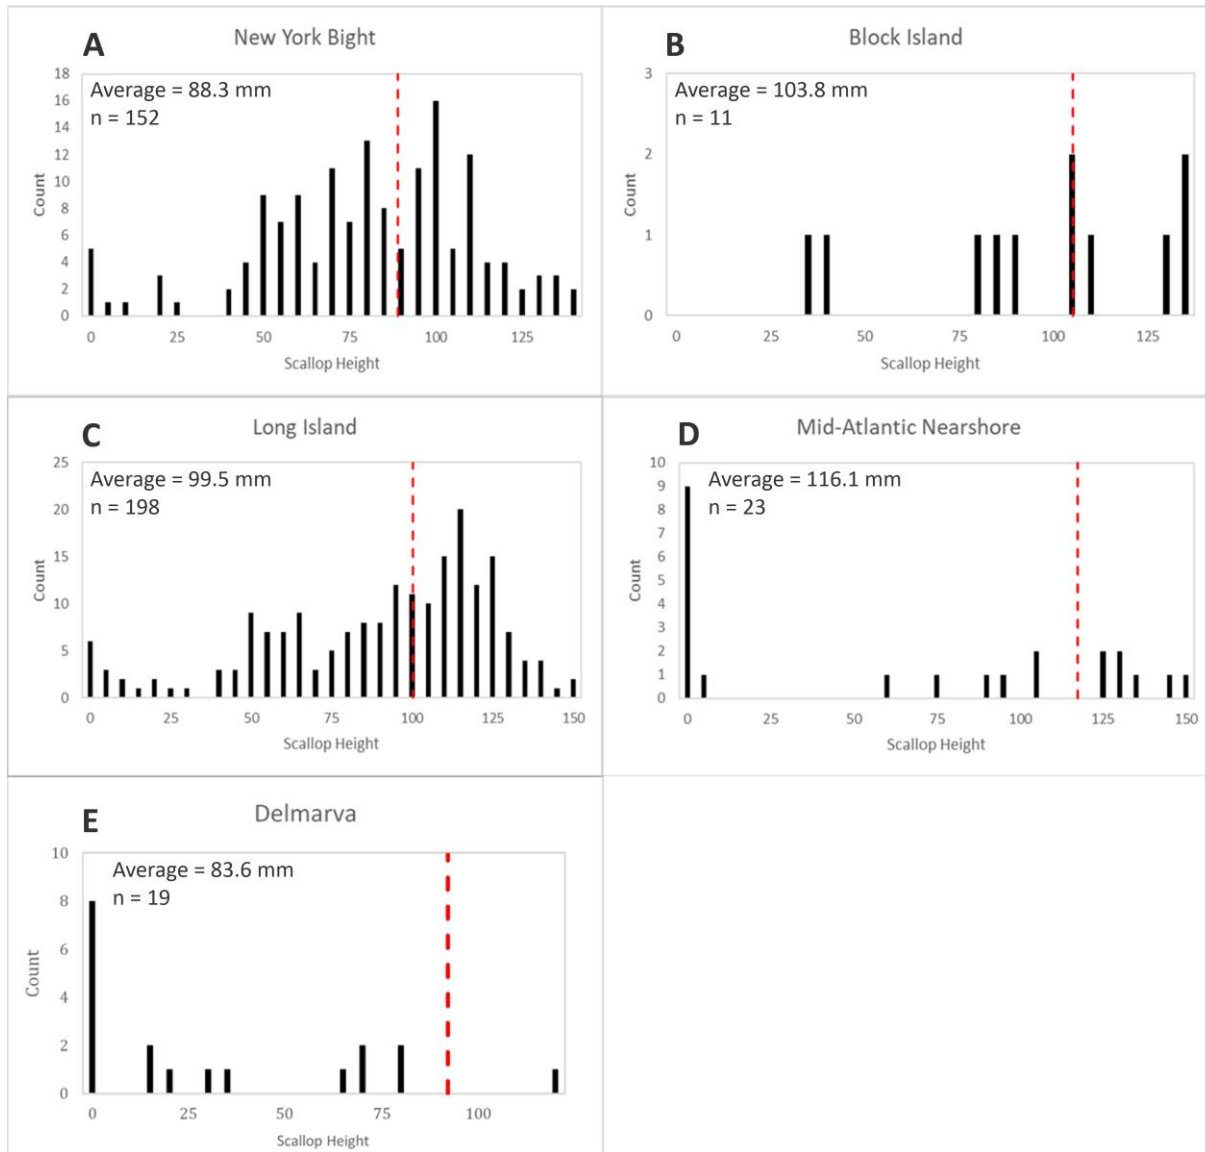 A
New York Bight
Average = 88.3 mm
n = 152
18
16
14
12
10
8
6
4
2
0
Count
0 25 50 75 100 125
Scallop Height
B
Block Island
Average = 103.8 mm
n = 11
3
2
1
0
Count
0 25 50 75 100 125
Scallop Height
C
Long Island
Average = 99.5 mm
n = 198
25
20
15
10
5
0
Count
0 25 50 75 100 125 150
Scallop Height
D
Mid-Atlantic Nearshore
Average = 116.1 mm
n = 23
10
9
8
7
6
5
4
3
2
1
0
Count
0 25 50 75 100 125 150
Scallop Height
E
Delmarva
Average = 83.6 mm
n = 19
10
8
6
4
2
0
Count
0 25 50 75 100
Scallop Height